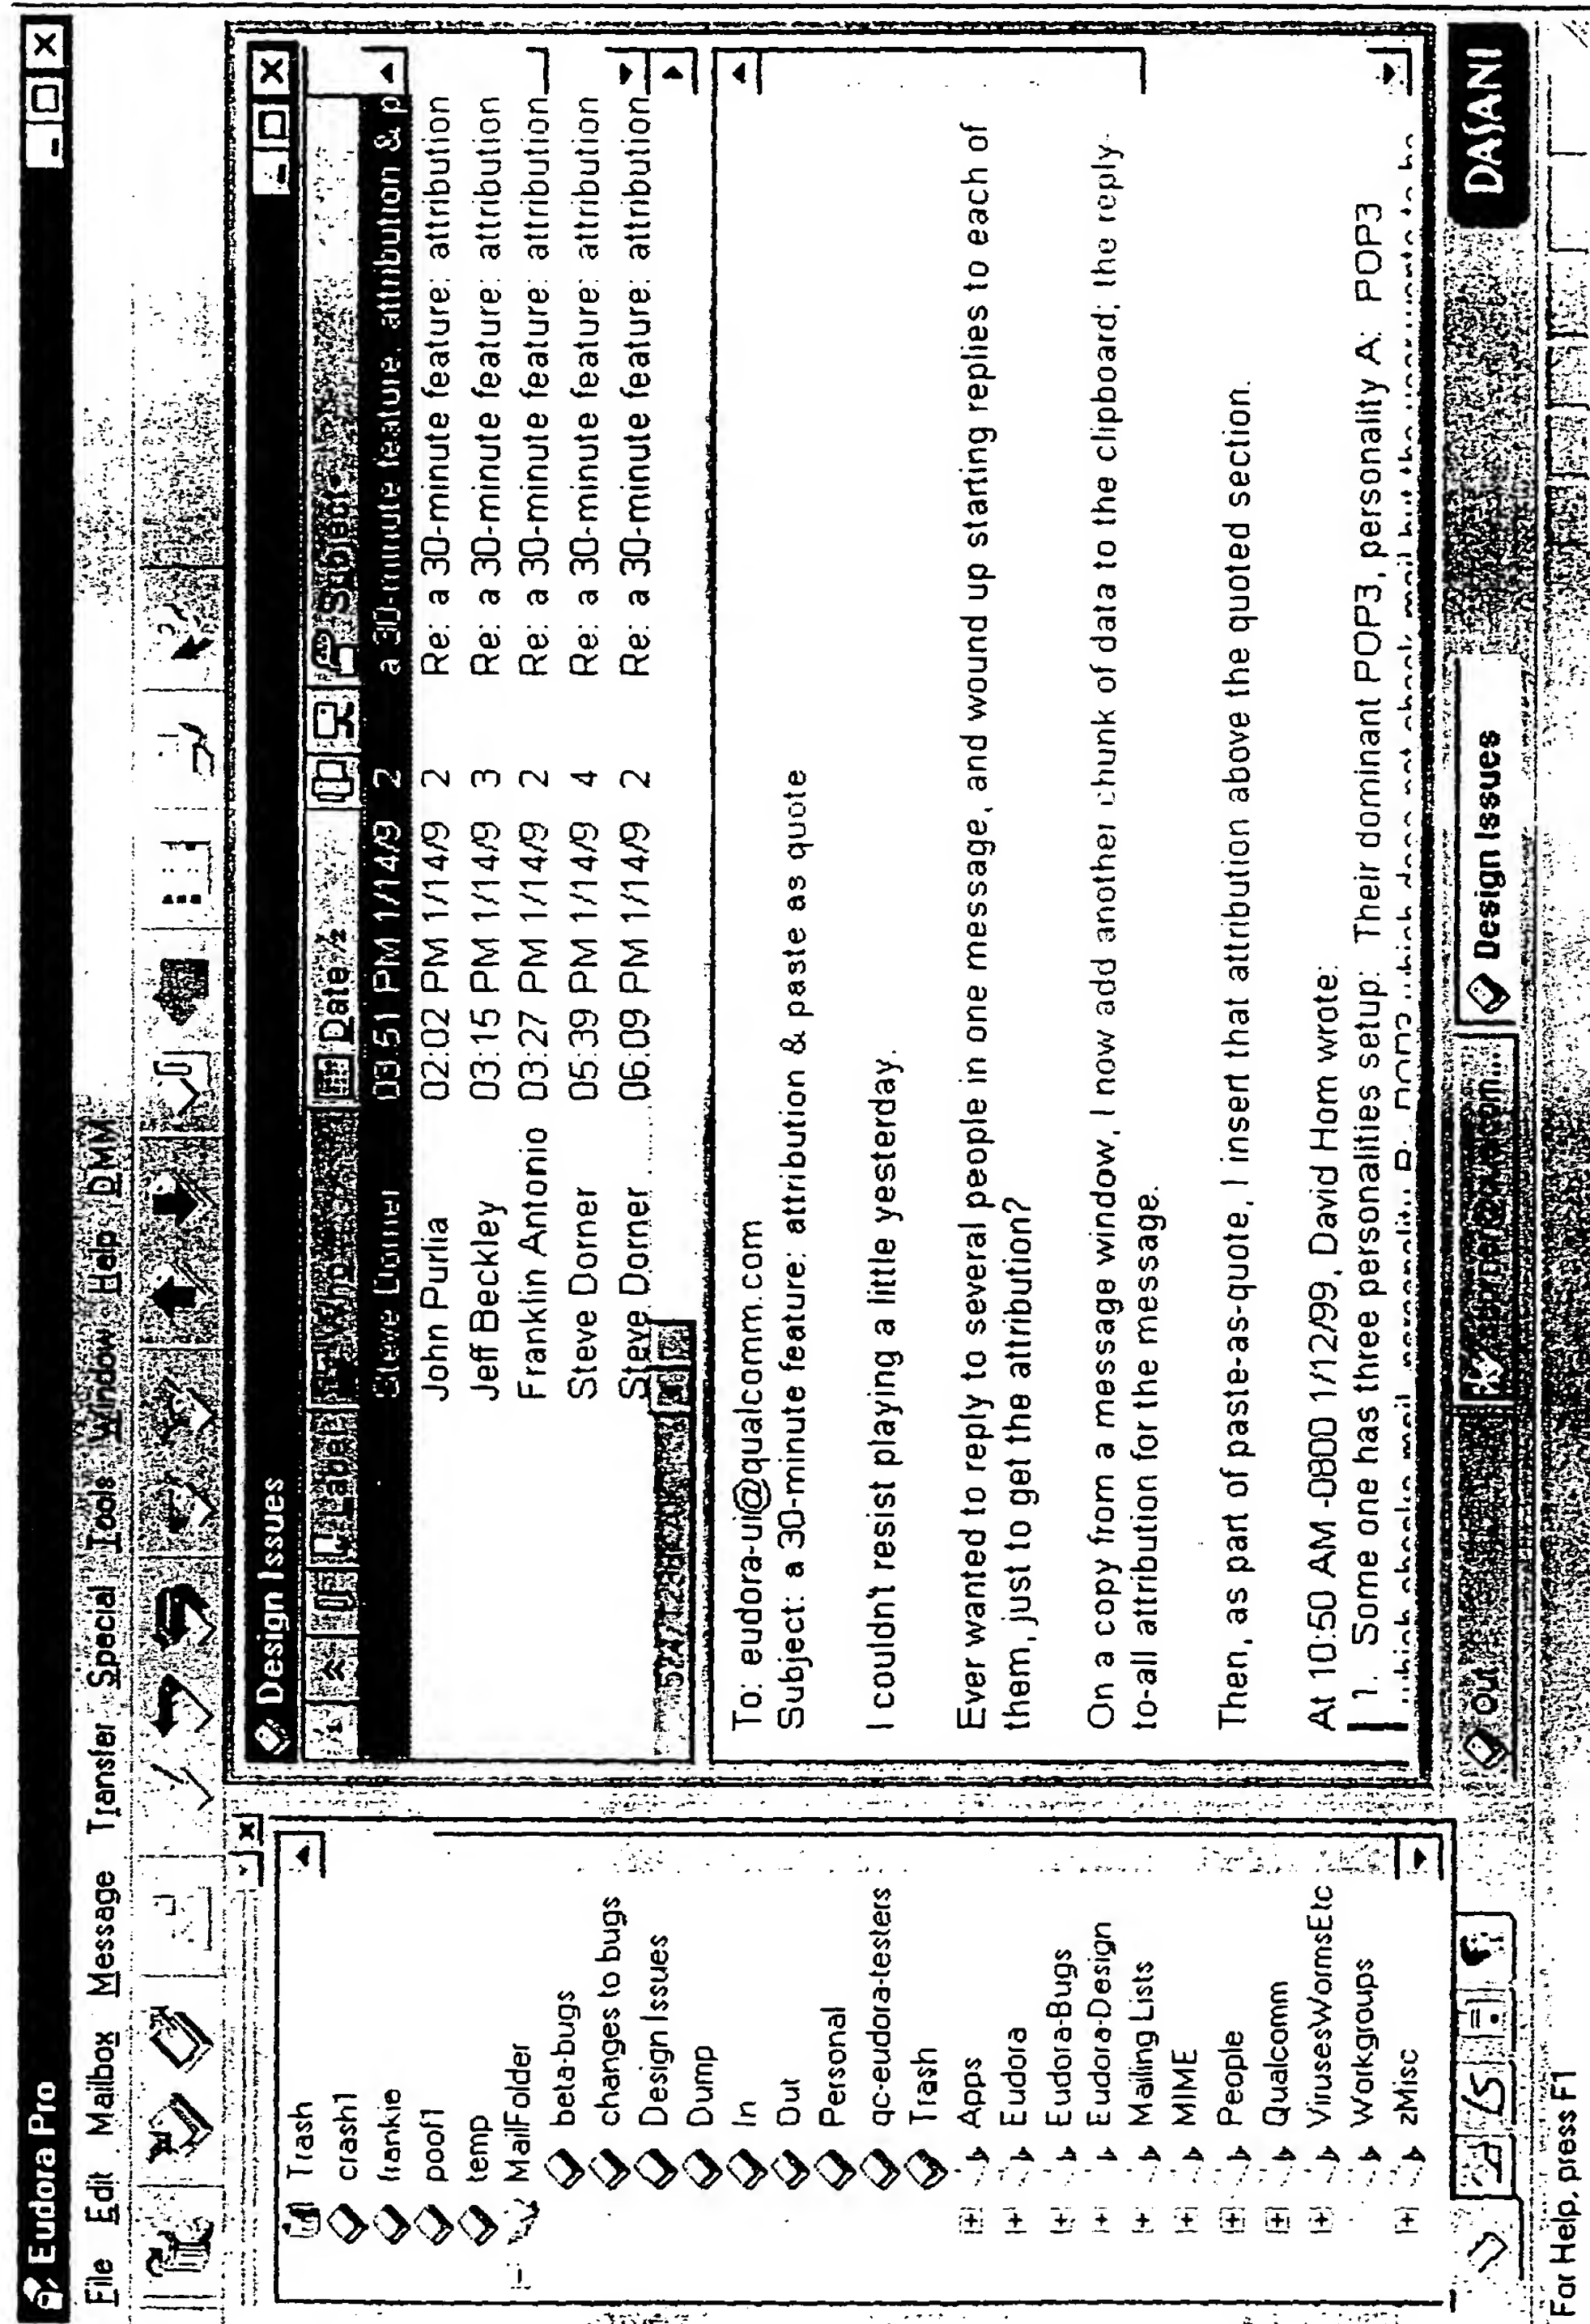 Eudora Pro
File Edit Mailbox Message Transfer Special Tools Window Help DMM
Trash
crash1
frankie
poof1
temp
MailFolder
beta-bugs
changes to bugs
Design Issues
Dump
In
Out
Personal
qc-eudora-testers
Trash
Apps
Eudora
Eudora-Bugs
Eudora-Design
Mailing Lists
MIME
People
Qualcomm
VirusesWormsEtc
Workgroups
zMisc
Design Issues
Label Who Date Subject
Steve Dorner 03:51 PM 1/14/9 2 a 30-minute feature: attribution & p
John Purlia 02:02 PM 1/14/9 2 Re: a 30-minute feature: attribution
Jeff Beckley 03:15 PM 1/14/9 3 Re: a 30-minute feature: attribution
Franklin Antonio 03:27 PM 1/14/9 2 Re: a 30-minute feature: attribution
Steve Dorner 05:39 PM 1/14/9 4 Re: a 30-minute feature: attribution
Steve Dorner 06:09 PM 1/14/9 2 Re: a 30-minute feature: attribution
To: eudora-ui@qualcomm.com
Subject: a 30-minute feature: attribution & paste as quote
I couldn't resist playing a little yesterday.
Ever wanted to reply to several people in one message, and wound up starting replies to each of
them, just to get the attribution?
On a copy from a message window, I now add another chunk of data to the clipboard; the reply-
to-all attribution for the message.
Then, as part of paste-as-quote, I insert that attribution above the quoted section.
At 10:50 AM -0800 1/12/99, David Hom wrote:
1. Some one has three personalities setup: Their dominant POP3, personality A: POP3
Out
Design Issues
DASANI
For Help, press F1